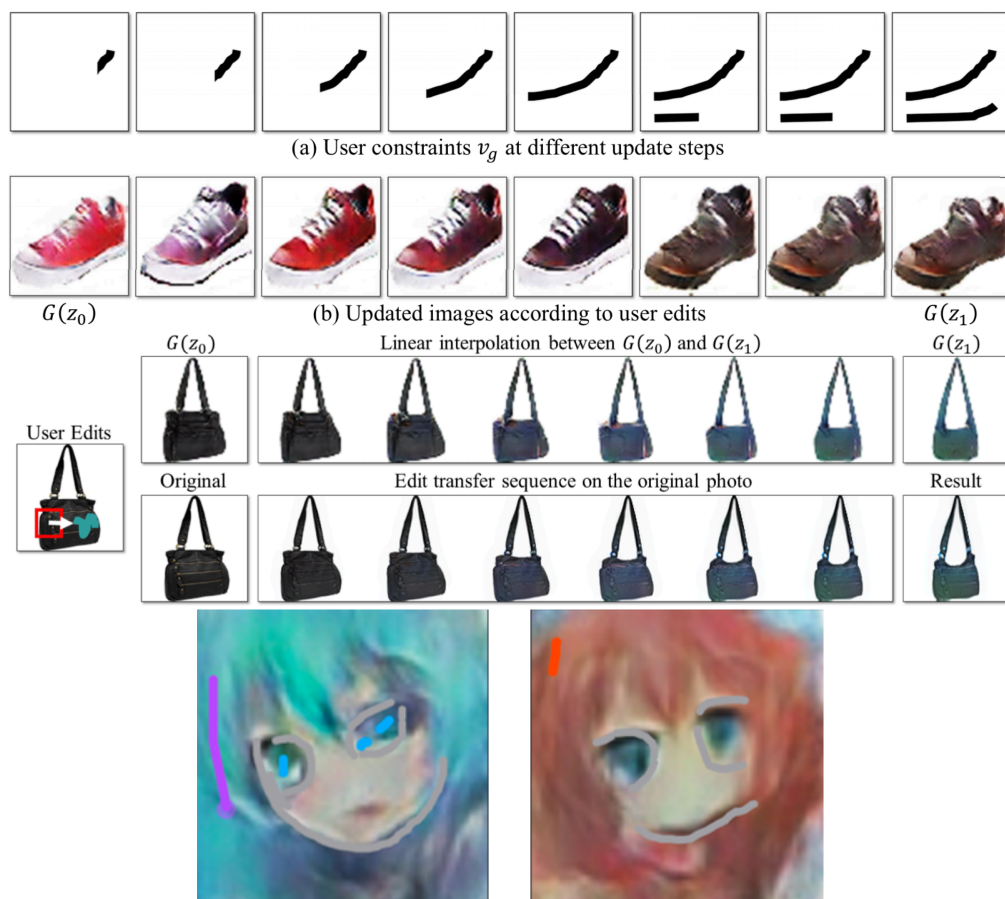 (a) User constraints v_g at different update steps
G(z_0)
(b) Updated images according to user edits
G(z_1)
G(z_0)
Linear interpolation between G(z_0) and G(z_1)
G(z_1)
User Edits
Original
Edit transfer sequence on the original photo
Result